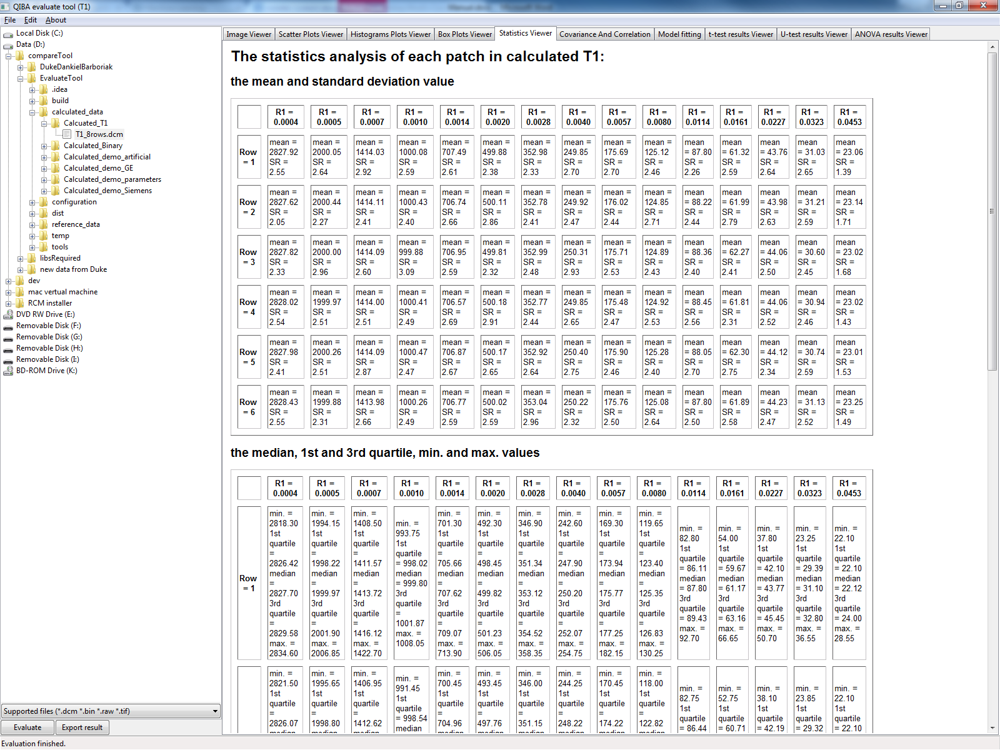 QIBA evaluate tool (T1)
File Edit About
Local Disk (C:)
Data (D:)
compareTool
DukeDankielBarboriak
EvaluateTool
.idea
build
calculated_data
Calcuated_T1
T1_8rows.dcm
Calculated_Binary
Calculated_demo_artificial
Calculated_demo_GE
Calculated_demo_parameters
Calculated_demo_Siemens
configuration
dist
reference_data
temp
tools
libsRequired
new data from Duke
dev
mac vertual machine
RCM installer
DVD RW Drive (E:)
Removable Disk (F:)
Removable Disk (G:)
Removable Disk (H:)
Removable Disk (I:)
BD-ROM Drive (K:)
Supported files (*.dcm *.bin *.raw *.tif)
Evaluate Export result
Evaluation finished.
Image Viewer Scatter Plots Viewer Histograms Plots Viewer Box Plots Viewer Statistics Viewer Covariance And Correlation Model fitting t-test results Viewer U-test results Viewer ANOVA results Viewer
The statistics analysis of each patch in calculated T1:
the mean and standard deviation value
R1 = R1 = R1 = R1 = R1 = R1 = R1 = R1 = R1 = R1 = R1 = R1 = R1 = R1 = R1 =
0.0004 0.0005 0.0007 0.0010 0.0014 0.0020 0.0028 0.0040 0.0057 0.0080 0.0114 0.0161 0.0227 0.0323 0.0453
mean = mean = mean = mean = mean = mean = mean = mean = mean = mean = mean mean mean mean mean
Row 2827.92 2000.05 1414.03 1000.08 707.49 499.88 352.98 249.85 175.69 125.12 = 87.80 = 61.32 = 43.76 = 31.03 = 23.06
= 1 SR = SR = SR = SR = SR = SR = SR = SR = SR = SR = SR = SR = SR = SR = SR =
2.55 2.64 2.92 2.59 2.61 2.38 2.33 2.70 2.70 2.46 2.26 2.59 2.64 2.65 1.39
mean = mean = mean = mean = mean = mean = mean = mean = mean = mean = mean mean mean mean mean
Row 2827.62 2000.44 1414.11 1000.43 706.74 500.11 352.78 249.92 176.02 124.85 = 88.22 = 61.99 = 43.98 = 31.21 = 23.14
= 2 SR = SR = SR = SR = SR = SR = SR = SR = SR = SR = SR = SR = SR = SR = SR =
2.05 2.27 2.41 2.40 2.66 2.86 2.41 2.47 2.44 2.71 2.44 2.79 2.63 2.59 1.71
mean = mean = mean = mean = mean = mean = mean = mean = mean = mean = mean mean mean mean mean
Row 2827.82 2000.00 1414.09 999.88 706.95 499.81 352.99 250.31 175.71 124.89 = 88.36 = 62.27 = 44.06 = 30.60 = 23.02
= 3 SR = SR = SR = SR = SR = SR = SR = SR = SR = SR = SR = SR = SR = SR = SR =
2.33 2.96 2.60 3.09 2.59 2.32 2.48 2.93 2.53 2.43 2.40 2.41 2.50 2.45 1.68
mean = mean = mean = mean = mean = mean = mean = mean = mean = mean = mean mean mean mean mean
Row 2828.02 1999.97 1414.00 1000.41 706.57 500.18 352.77 249.85 175.48 124.92 = 88.45 = 61.81 = 44.06 = 30.94 = 23.02
= 4 SR = SR = SR = SR = SR = SR = SR = SR = SR = SR = SR = SR = SR = SR = SR =
2.54 2.51 2.51 2.49 2.69 2.91 2.44 2.65 2.47 2.53 2.56 2.31 2.52 2.46 1.43
mean = mean = mean = mean = mean = mean = mean = mean = mean = mean = mean mean mean mean mean
Row 2827.98 2000.26 1414.09 1000.47 706.87 500.17 352.92 250.40 175.90 125.28 = 88.05 = 62.30 = 44.12 = 30.74 = 23.01
= 5 SR = SR = SR = SR = SR = SR = SR = SR = SR = SR = SR = SR = SR = SR = SR =
2.41 2.51 2.87 2.47 2.67 2.65 2.64 2.75 2.46 2.40 2.70 2.75 2.34 2.59 1.53
mean = mean = mean = mean = mean = mean = mean = mean = mean = mean = mean mean mean mean mean
Row 2828.43 1999.88 1413.98 1000.26 706.77 500.02 353.04 250.22 175.76 125.08 = 87.80 = 61.89 = 44.23 = 31.13 = 23.25
= 6 SR = SR = SR = SR = SR = SR = SR = SR = SR = SR = SR = SR = SR = SR = SR =
2.55 2.31 2.66 2.49 2.59 2.59 2.96 2.32 2.50 2.64 2.50 2.58 2.47 2.52 1.49
the median, 1st and 3rd quartile, min. and max. values
R1 = R1 = R1 = R1 = R1 = R1 = R1 = R1 = R1 = R1 = R1 = R1 = R1 = R1 = R1 =
0.0004 0.0005 0.0007 0.0010 0.0014 0.0020 0.0028 0.0040 0.0057 0.0080 0.0114 0.0161 0.0227 0.0323 0.0453
Row = 1
min. = 2818.30 1st quartile = 2826.42 median = 2827.70 3rd quartile = 2829.58 max. = 2834.60
min. = 1994.15 1st quartile = 1998.22 median = 1999.97 3rd quartile = 2001.90 max. = 2006.85
min. = 1408.50 1st quartile = 1411.57 median = 1413.72 3rd quartile = 1416.12 max. = 1422.70
min. = 993.75 1st quartile = 998.02 median = 999.80 3rd quartile = 1001.87 max. = 1008.05
min. = 701.30 1st quartile = 705.66 median = 707.62 3rd quartile = 709.07 max. = 713.90
min. = 492.30 1st quartile = 498.45 median = 499.82 3rd quartile = 501.23 max. = 506.05
min. = 346.90 1st quartile = 351.34 median = 353.12 3rd quartile = 354.52 max. = 358.35
min. = 242.60 1st quartile = 247.90 median = 250.20 3rd quartile = 252.07 max. = 254.75
min. = 169.30 1st quartile = 173.94 median = 175.77 3rd quartile = 177.25 max. = 182.15
min. = 119.65 1st quartile = 123.40 median = 125.35 3rd quartile = 126.83 max. = 130.25
min. = 82.80 1st quartile = 86.11 median = 87.80 3rd quartile = 89.43 max. = 92.70
min. = 54.00 1st quartile = 59.67 median = 61.17 3rd quartile = 63.16 max. = 66.65
min. = 37.80 1st quartile = 42.10 median = 43.77 3rd quartile = 45.45 max. = 50.70
min. = 23.25 1st quartile = 29.39 median = 31.10 3rd quartile = 32.80 max. = 36.55
min. = 22.10 1st quartile = 22.10 median = 22.12 3rd quartile = 24.00 max. = 28.55
min. = 2821.50 1st quartile = 2826.07 median
min. = 1995.65 1st quartile = 1998.80 median
min. = 1406.95 1st quartile = 1412.62 median
min. = 991.45 1st quartile = 998.54 median
min. = 700.45 1st quartile = 704.96 median
min. = 493.45 1st quartile = 497.76 median
min. = 346.00 1st quartile = 351.15 median
min. = 244.25 1st quartile = 248.22 median
min. = 170.45 1st quartile = 174.22 median
min. = 118.00 1st quartile = 122.82 median
min. = 82.75 1st quartile = 86.44
min. = 52.75 1st quartile = 60.71
min. = 38.10 1st quartile = 42.19
min. = 23.85 1st quartile = 29.32
min. = 22.10 1st quartile = 22.10